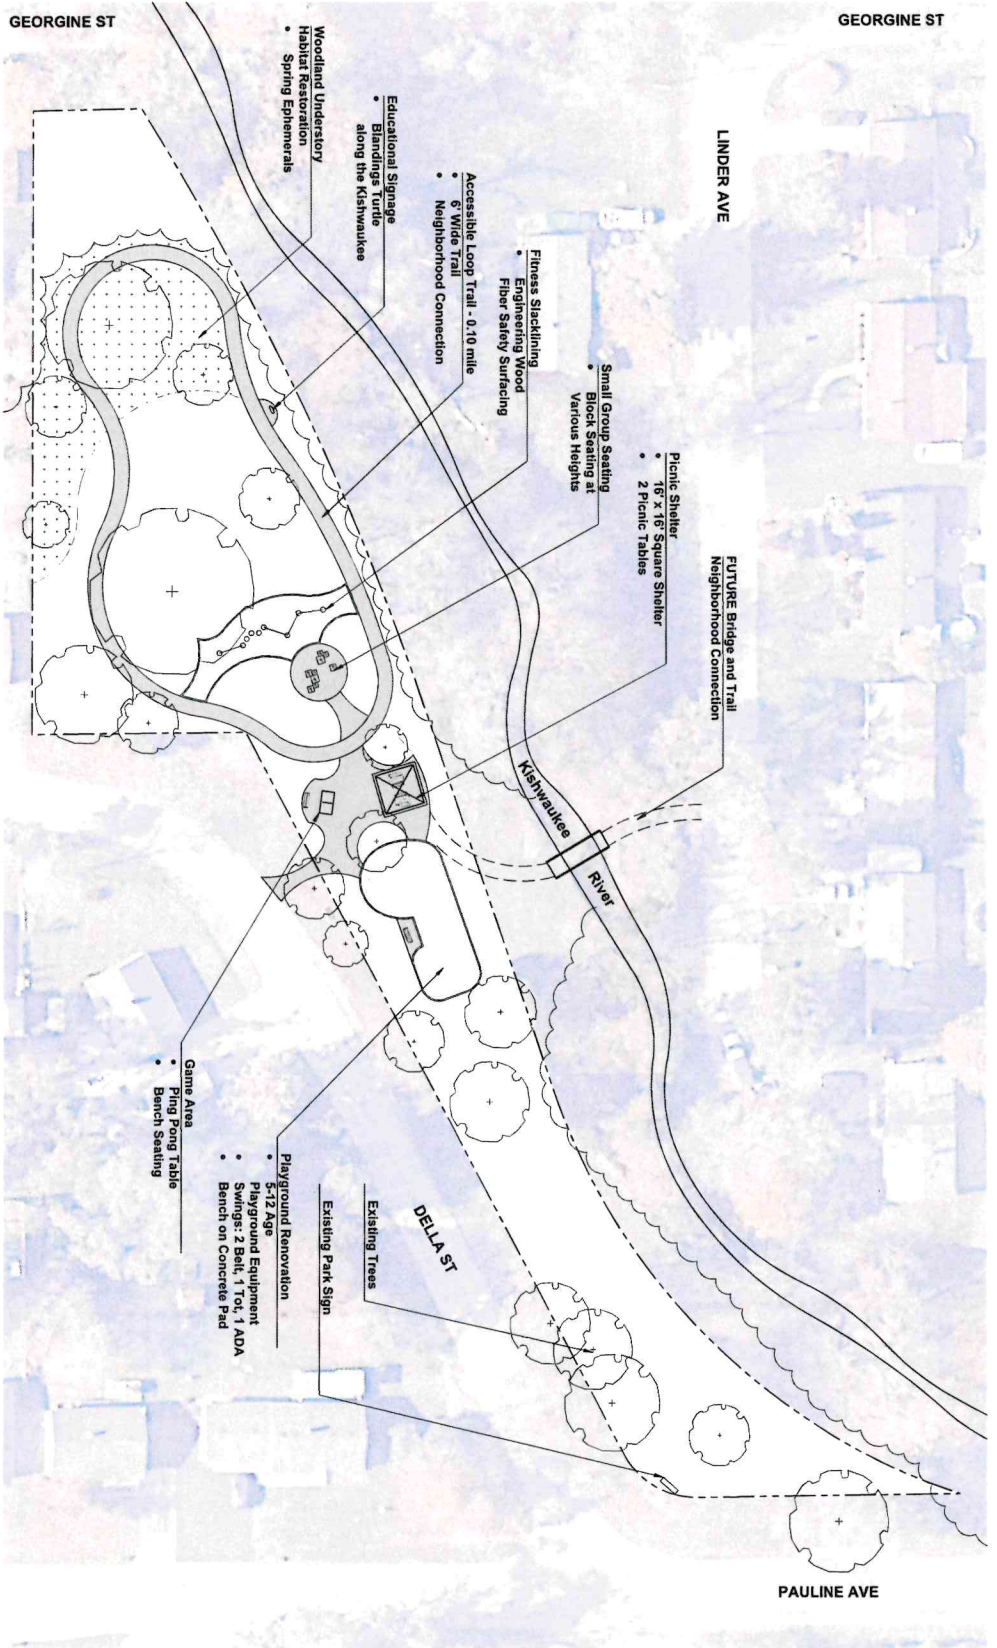 GEORGINE ST
GEORGINE ST
LINDER AVE
Woodland Understory
Habitat Restoration
• Spring Ephemerals
Educational Signage
• Blandings Turtle
along the Kishwaukee
Accessible Loop Trail - 0.10 mile
• 6' Wide Trail
• Neighborhood Connection
Fitness Slacklining
• Engineering Wood
Fiber Safety Surfacing
Small Group Seating
• Block Seating at
Various Heights
Picnic Shelter
• 16' x 16' Square Shelter
• 2 Picnic Tables
FUTURE Bridge and Trail
Neighborhood Connection
Kishwaukee
River
Game Area
• Ping Pong Table
• Bench Seating
Playground Renovation
• 5-12 Age
Playground Equipment
• Swings: 2 Belt, 1 Tot, 1 ADA
• Bench on Concrete Pad
Existing Park Sign
Existing Trees
DELLA ST
PAULINE AVE